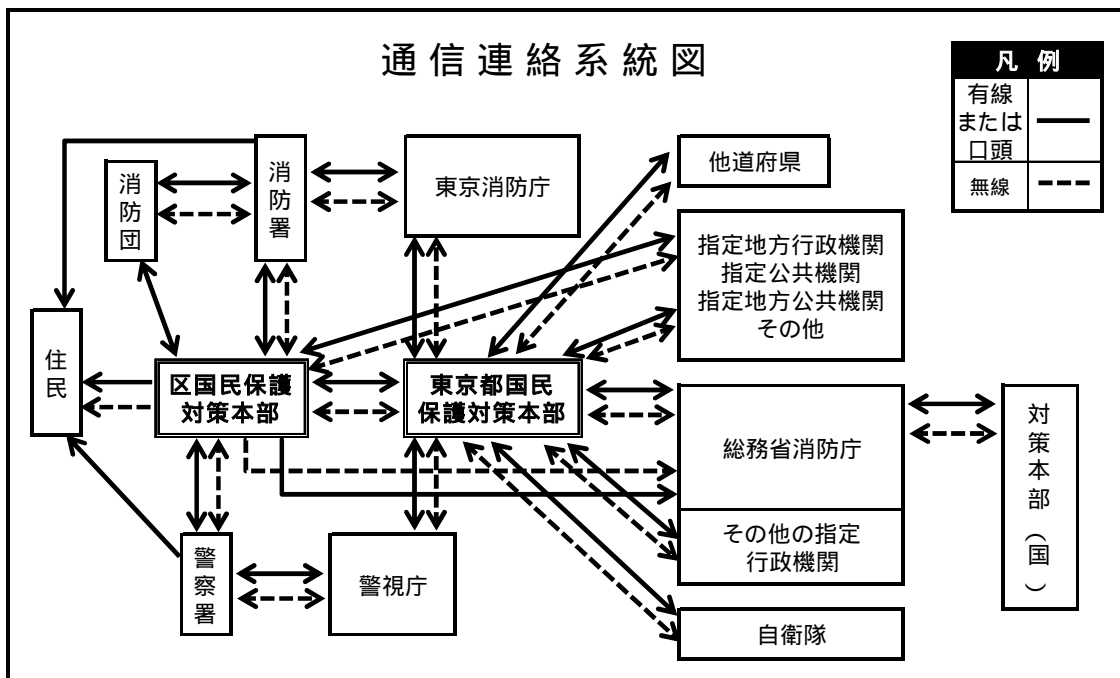 通信連絡系統図
凡例
有線
または
口頭
無線
消防団
消防署
東京消防庁
他道府県
指定地方行政機関
指定公共機関
指定地方公共機関
その他
住民
区国民保護
対策本部
東京都国民
保護対策本部
総務省消防庁
その他の指定
行政機関
対策本部(国)
警察署
警視庁
自衛隊